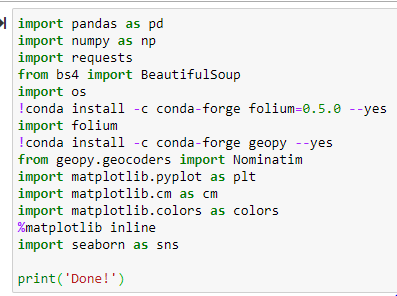 import pandas as pd
import numpy as np
import requests
from bs4 import BeautifulSoup
import os
!conda install -c conda-forge folium=0.5.0 --yes
import folium
!conda install -c conda-forge geopy --yes
from geopy.geocoders import Nominatim
import matplotlib.pyplot as plt
import matplotlib.cm as cm
import matplotlib.colors as colors
%matplotlib inline
import seaborn as sns
print('Done!')